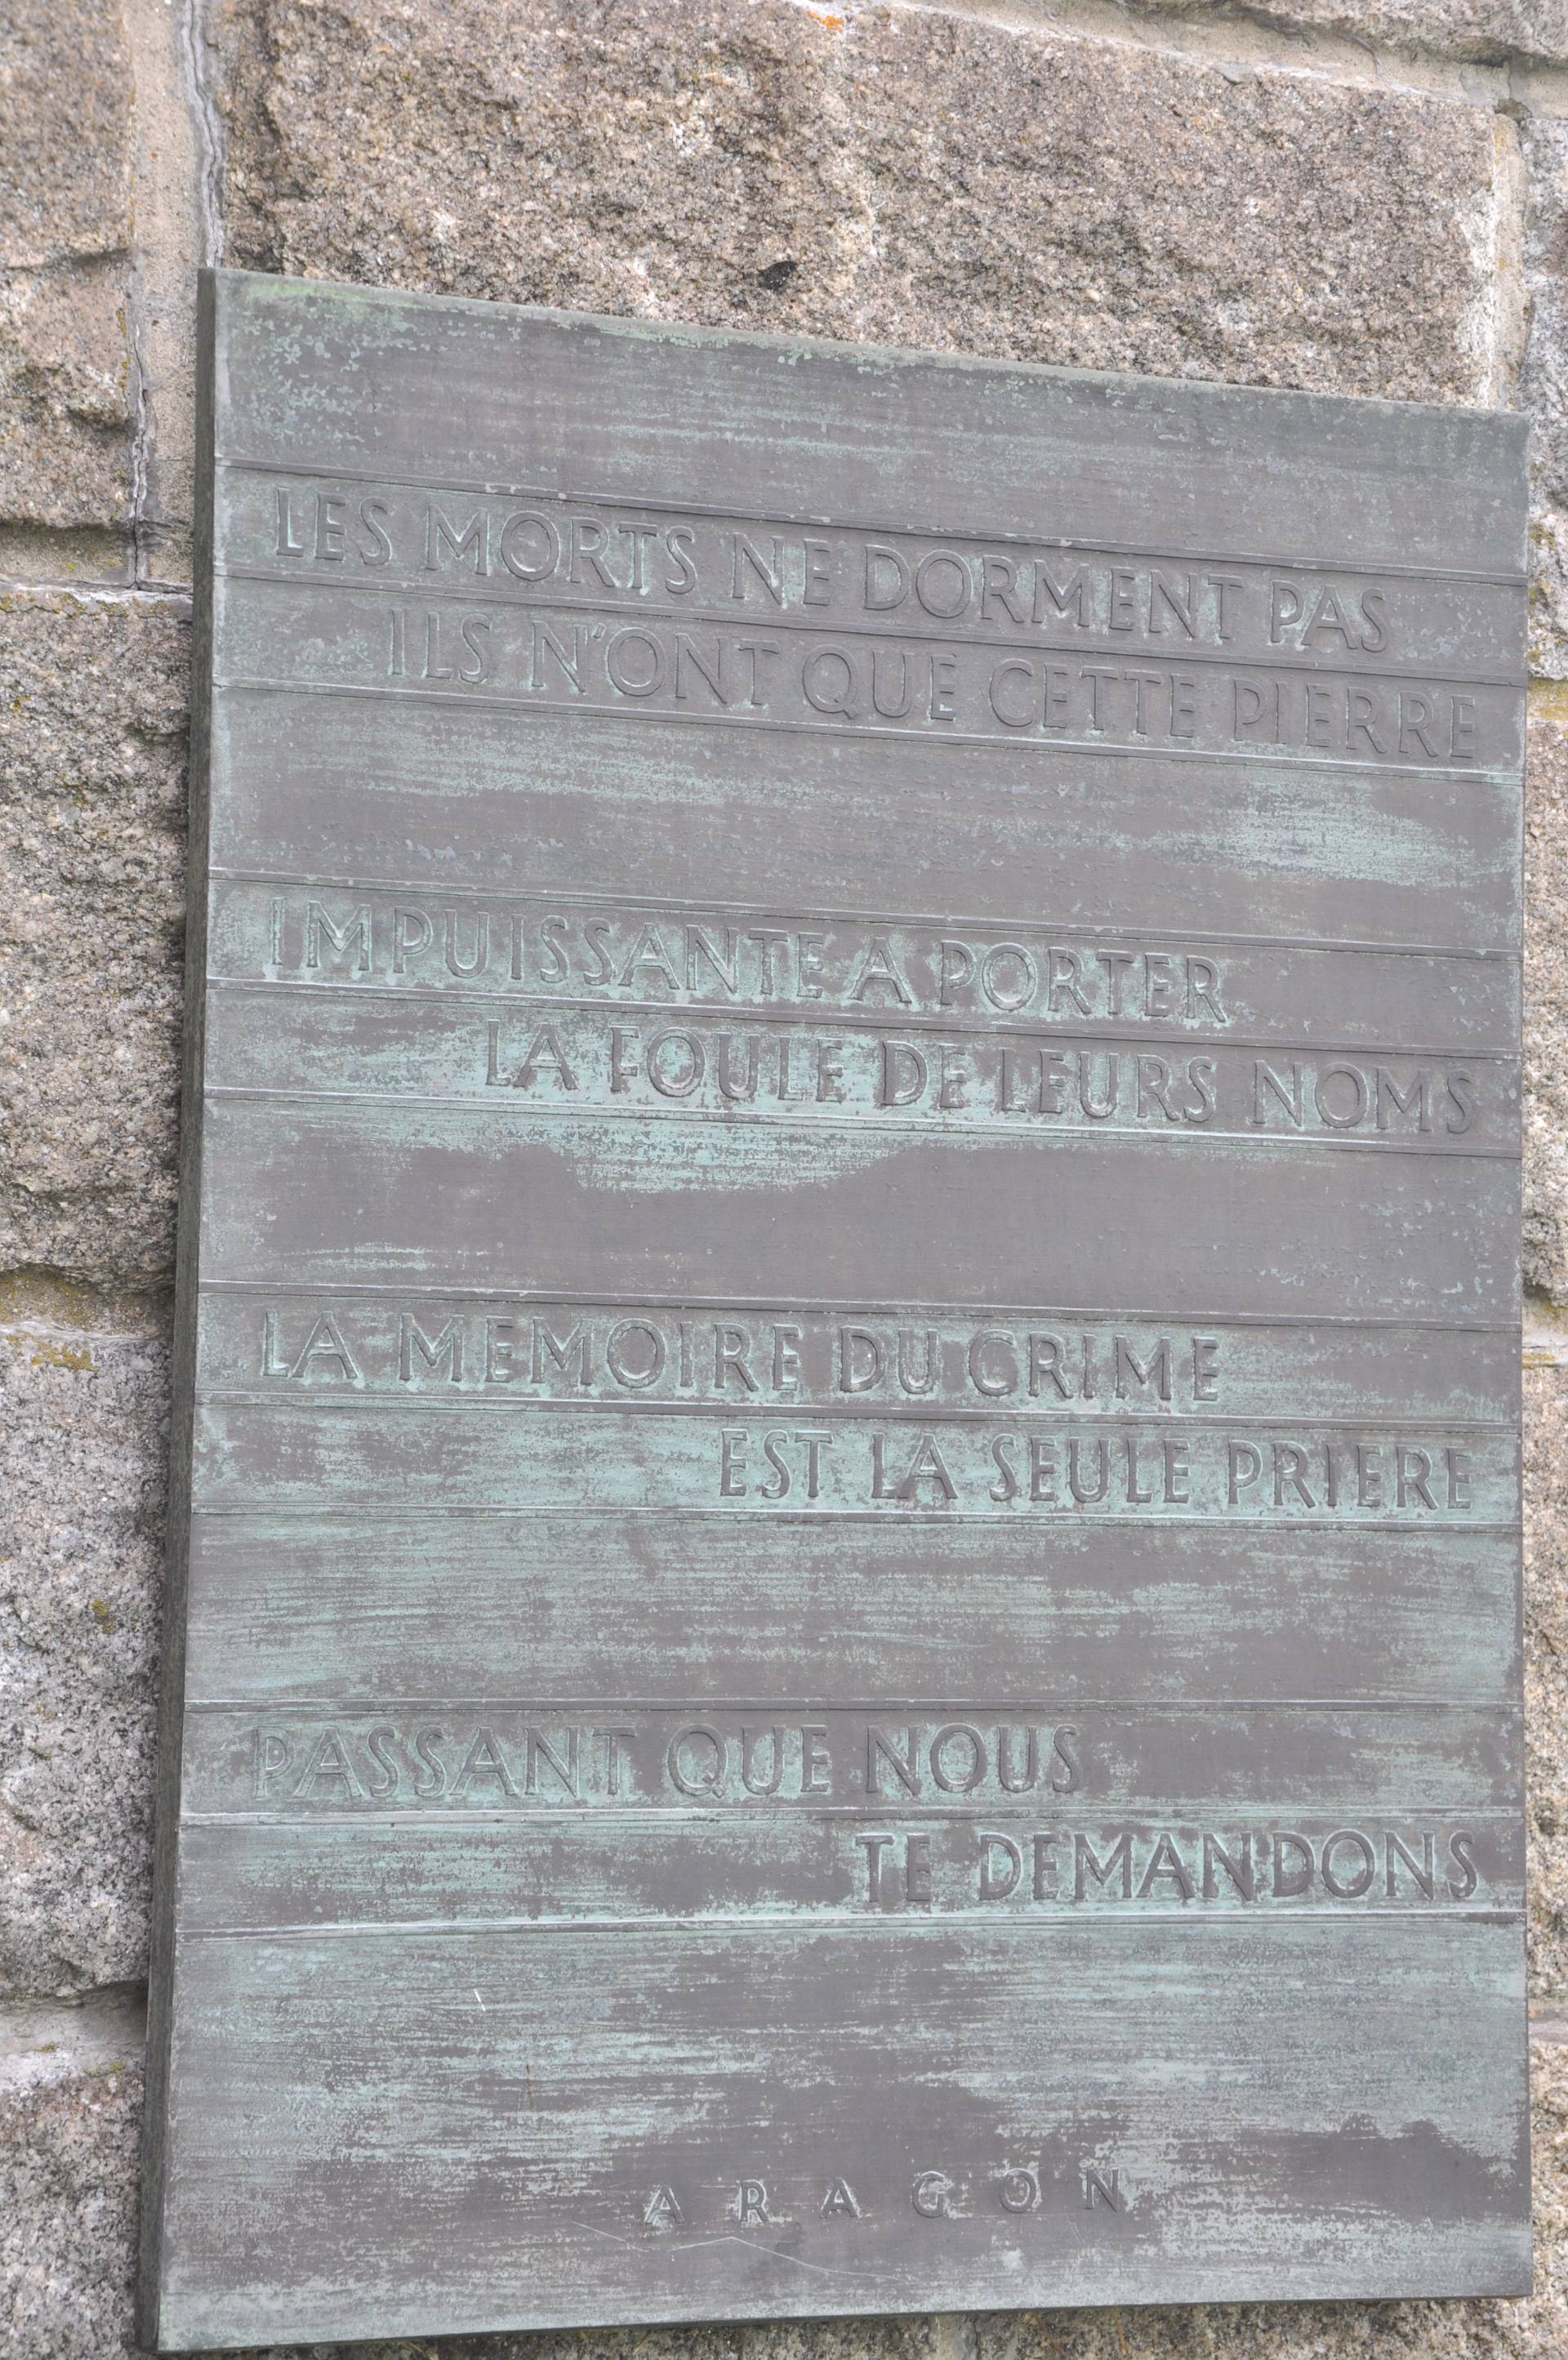 LES MORTS NE DORMENT PAS
ILS N'ONT QUE CETTE PIERRE
IMPUISSANTE A PORTER
LA FOULE DE LEURS NOMS
LA MEMOIRE DU CRIME
EST LA SEULE PRIERE
PASSANT QUE NOUS
TE DEMANDONS
ARAGON